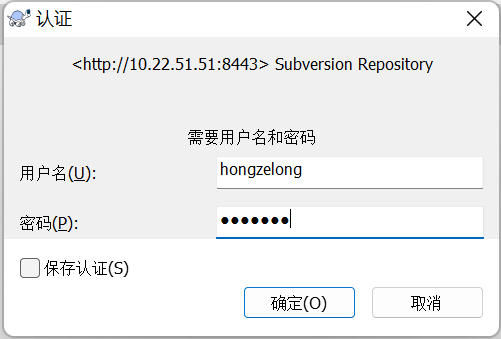 认证
<http://10.22.51.51:8443> Subversion Repository
需要用户名和密码
用户名(U):
hongzelong
密码(P):
●●●●●●●
保存认证(S)
确定(O)
取消